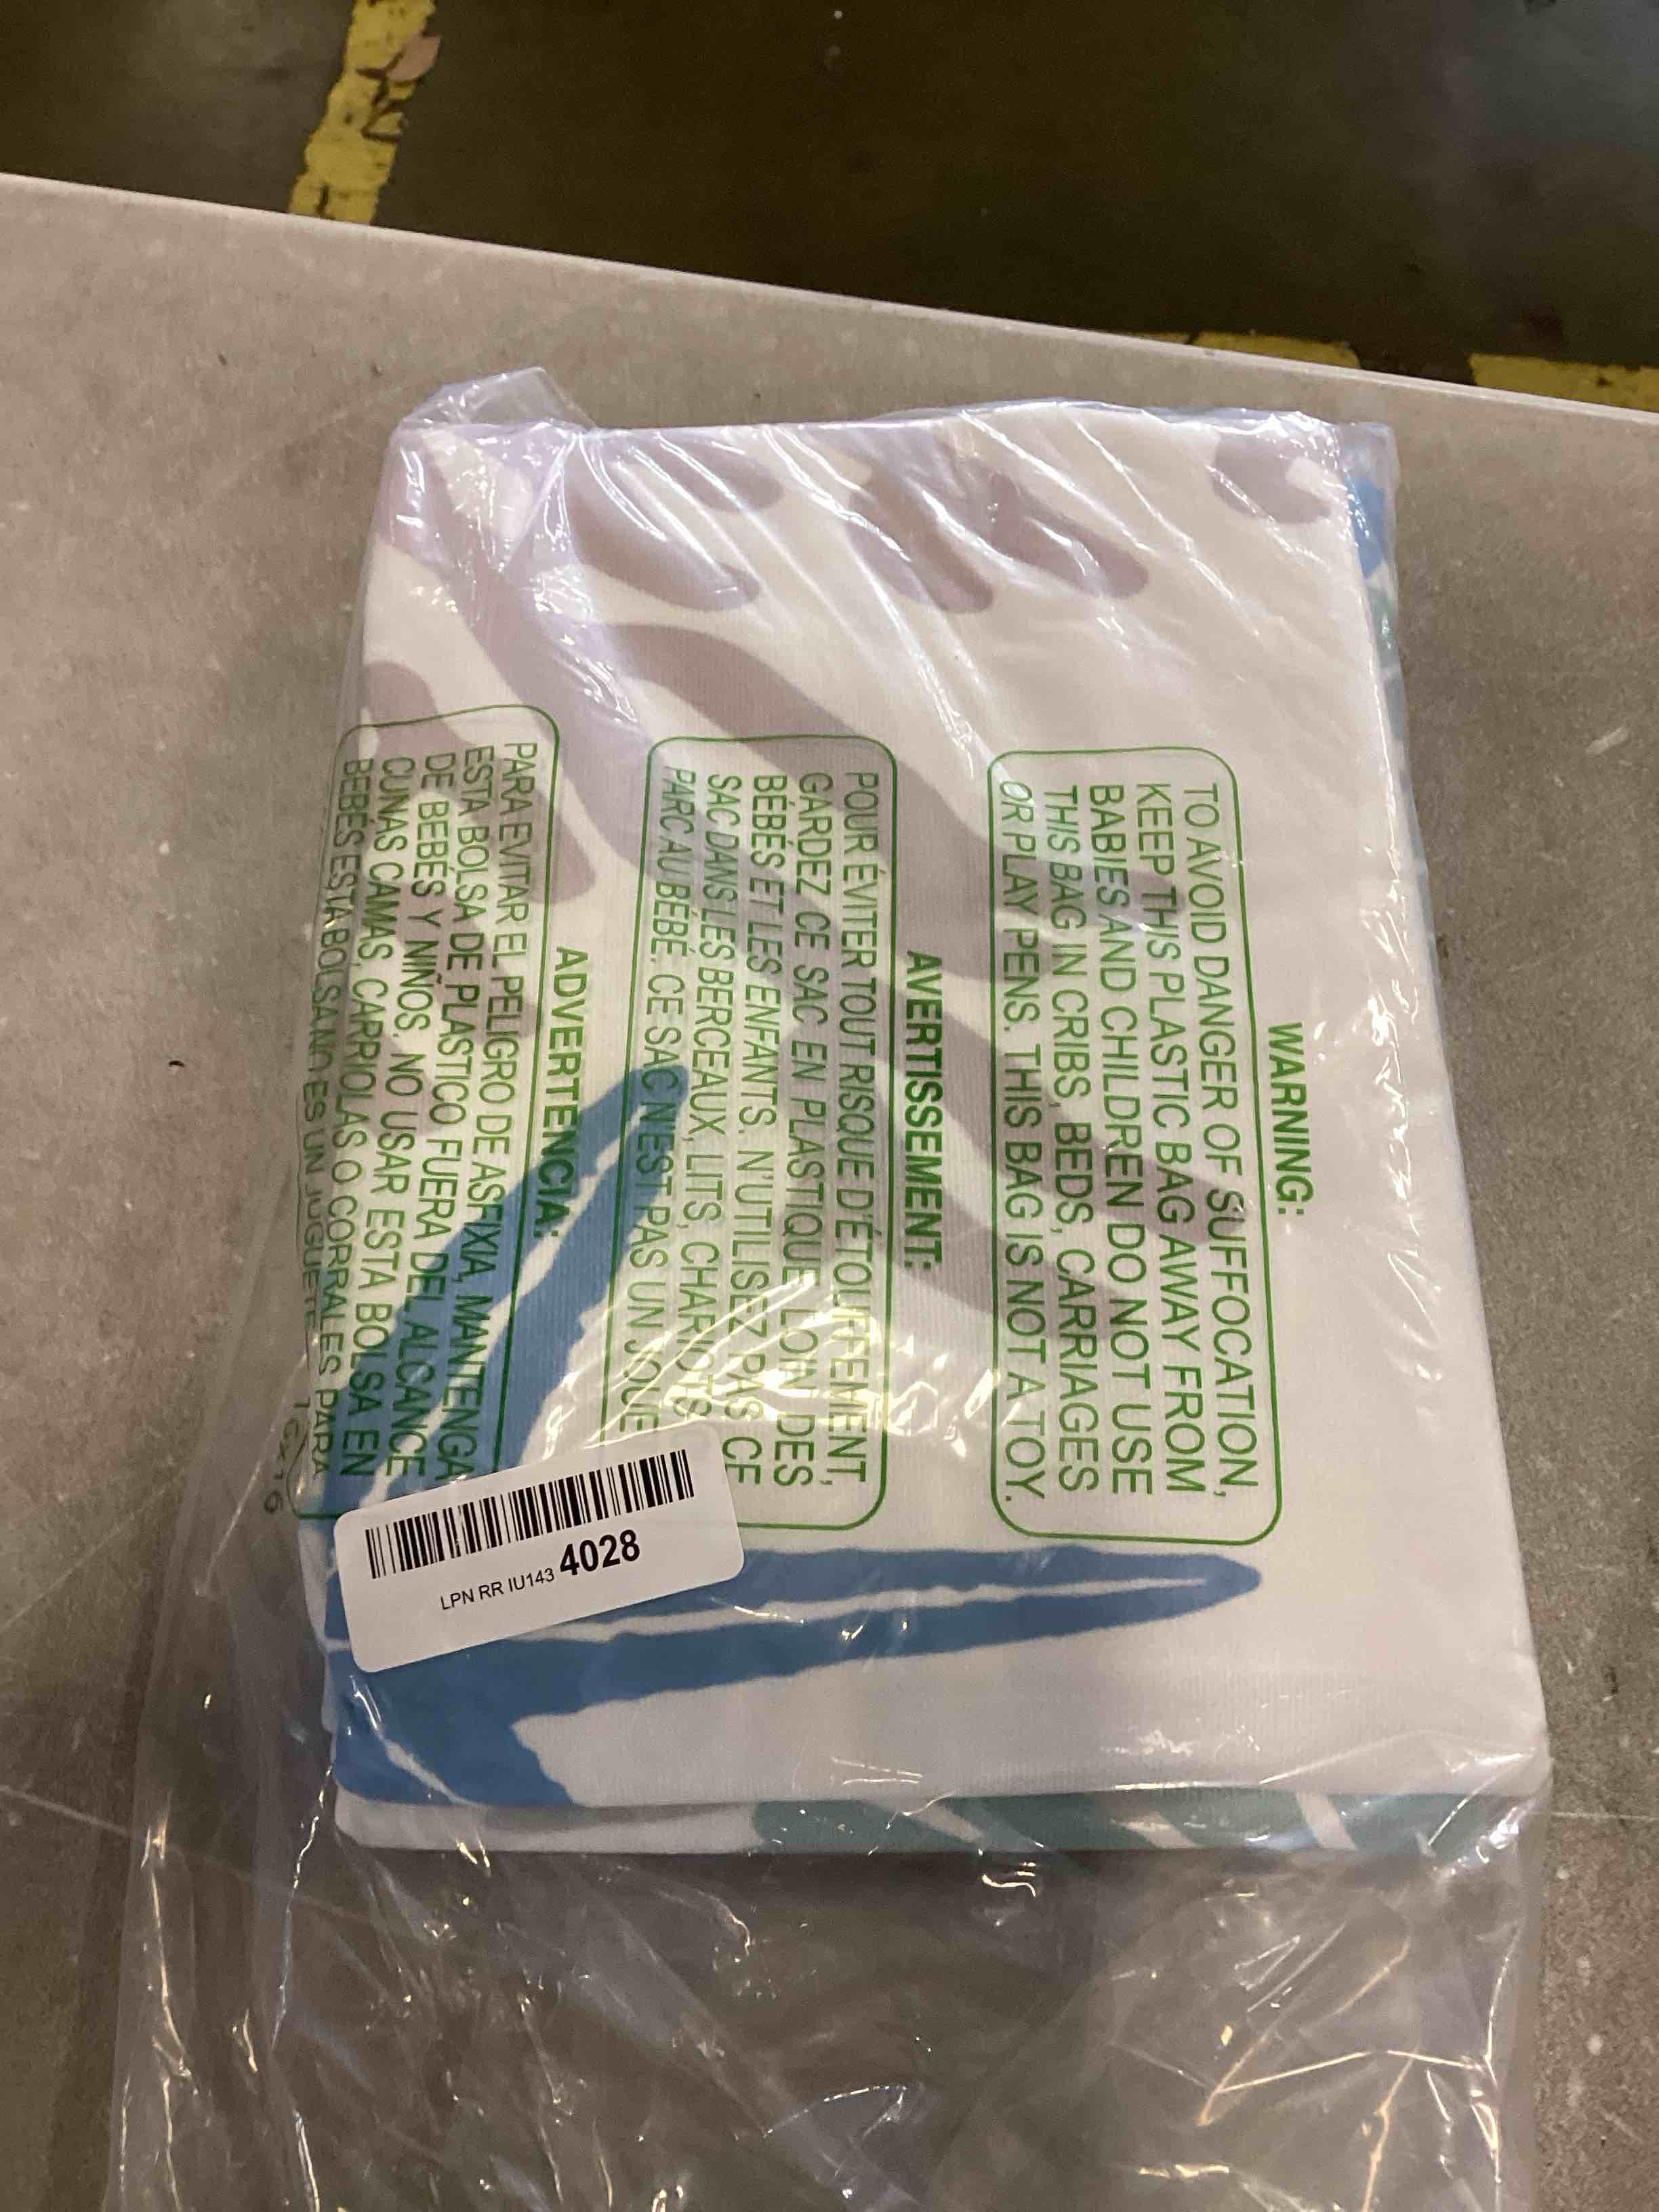 WARNING:
TO AVOID DANGER OF SUFFOCATION,
KEEP THIS PLASTIC BAG AWAY FROM
BABIES AND CHILDREN DO NOT USE
THIS BAG IN CRIBS, BEDS, CARRIAGES
OR PLAY PENS. THIS BAG IS NOT A TOY.
AVERTISSEMENT:
POUR ÉVITER TOUT RISQUE D'ÉTOUFFEMENT,
GARDEZ CE SAC EN PLASTIQUE LOIN DES
BÉBÉS ET LES ENFANTS. N'UTILISEZ PAS CE
SAC DANS LES BERCEAUX, LITS, CHARIOTS
PARC AU BÉBÉ. CE SAC N'EST PAS UN JOUE
ADVERTENCIA:
PARA EVITAR EL PELIGRO DE ASFIXIA, MANTENGA
ESTA BOLSA DE PLASTICO FUERA DEL ALCANCE
DE BEBÉS Y NIÑOS. NO USAR ESTA BOLSA EN
CUNAS CAMAS, CARRIOLAS O CORRALES PARA
BEBÉS ESTA BOLSA NO ES UN JUGUETE
LPN RR IU143 4028